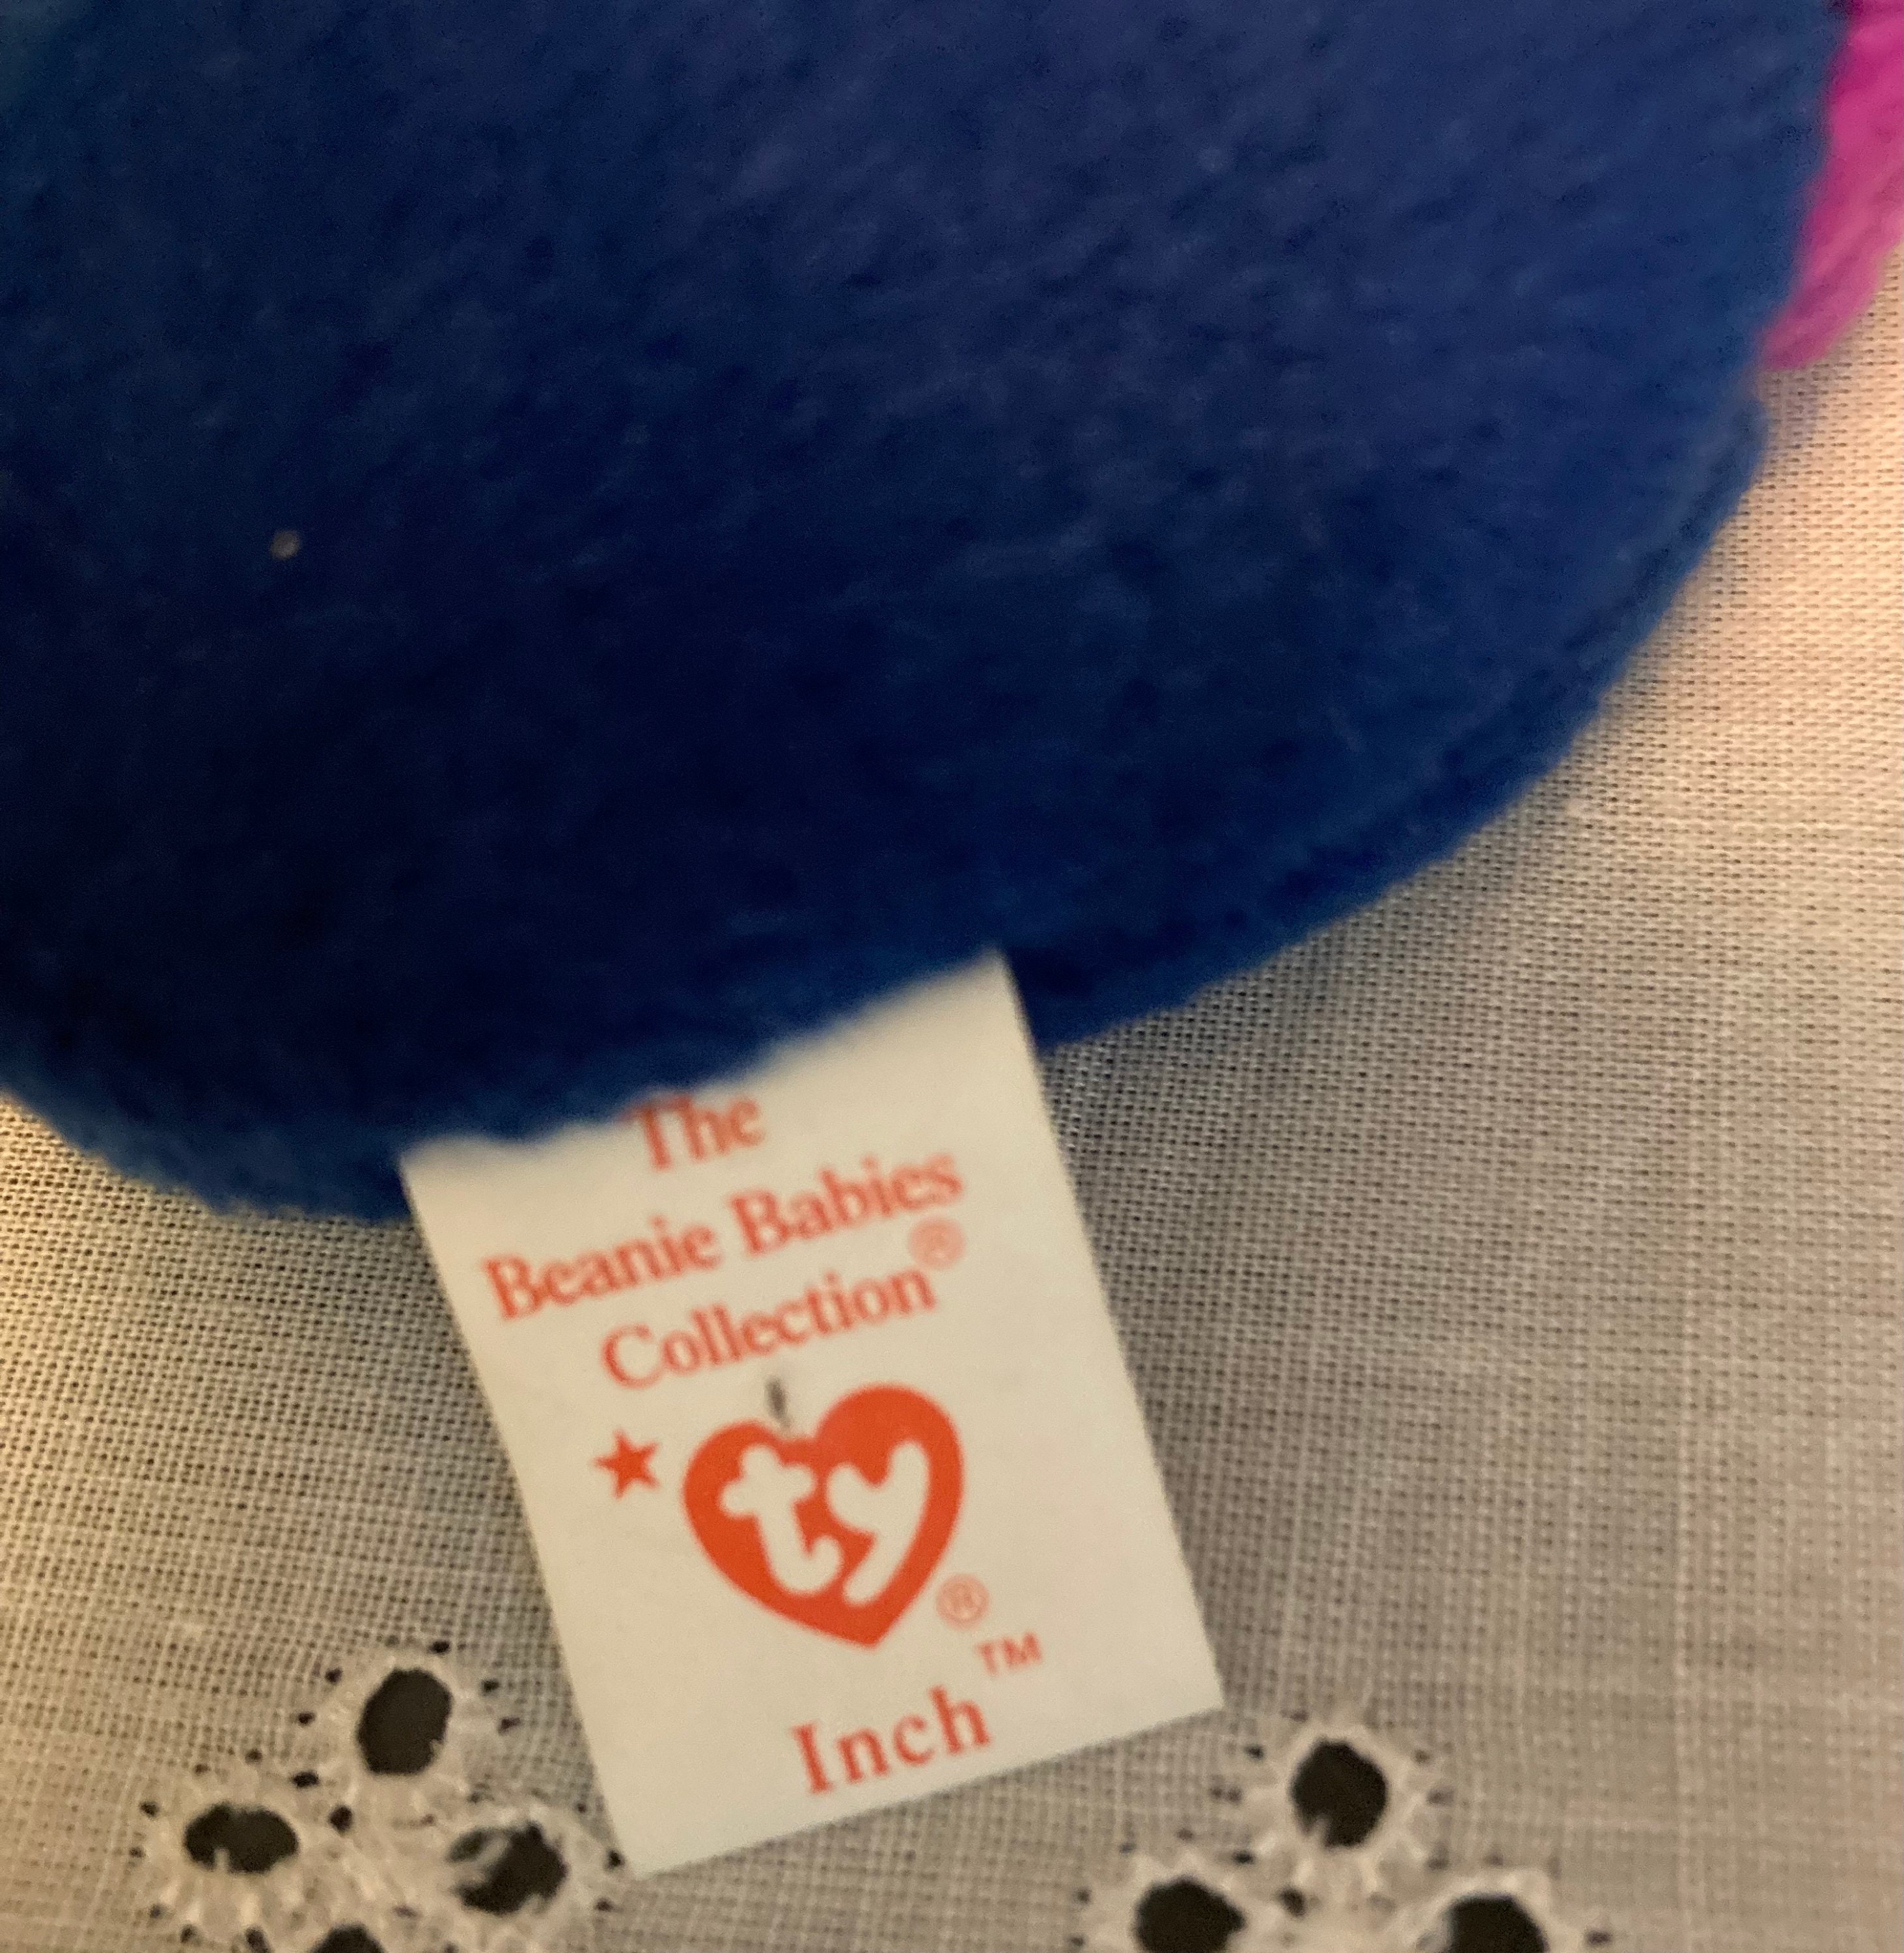 The
Beanie Babies
Collection®
★ ty®
Inch™